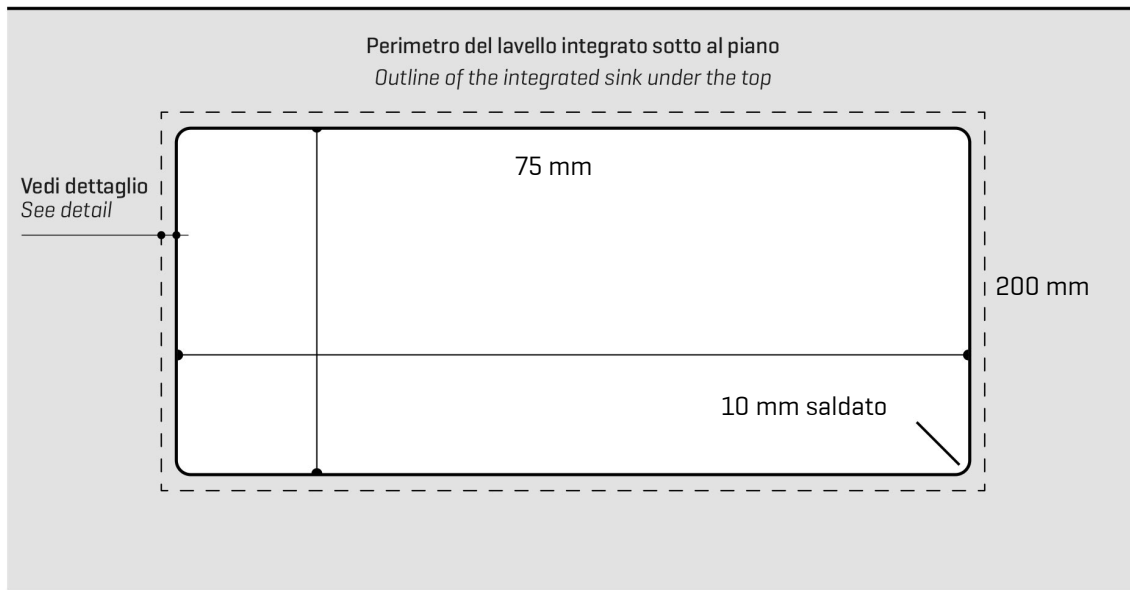 Perimetro del lavello integrato sotto al piano
Outline of the integrated sink under the top
75 mm
Vedi dettaglio
See detail
200 mm
10 mm saldato